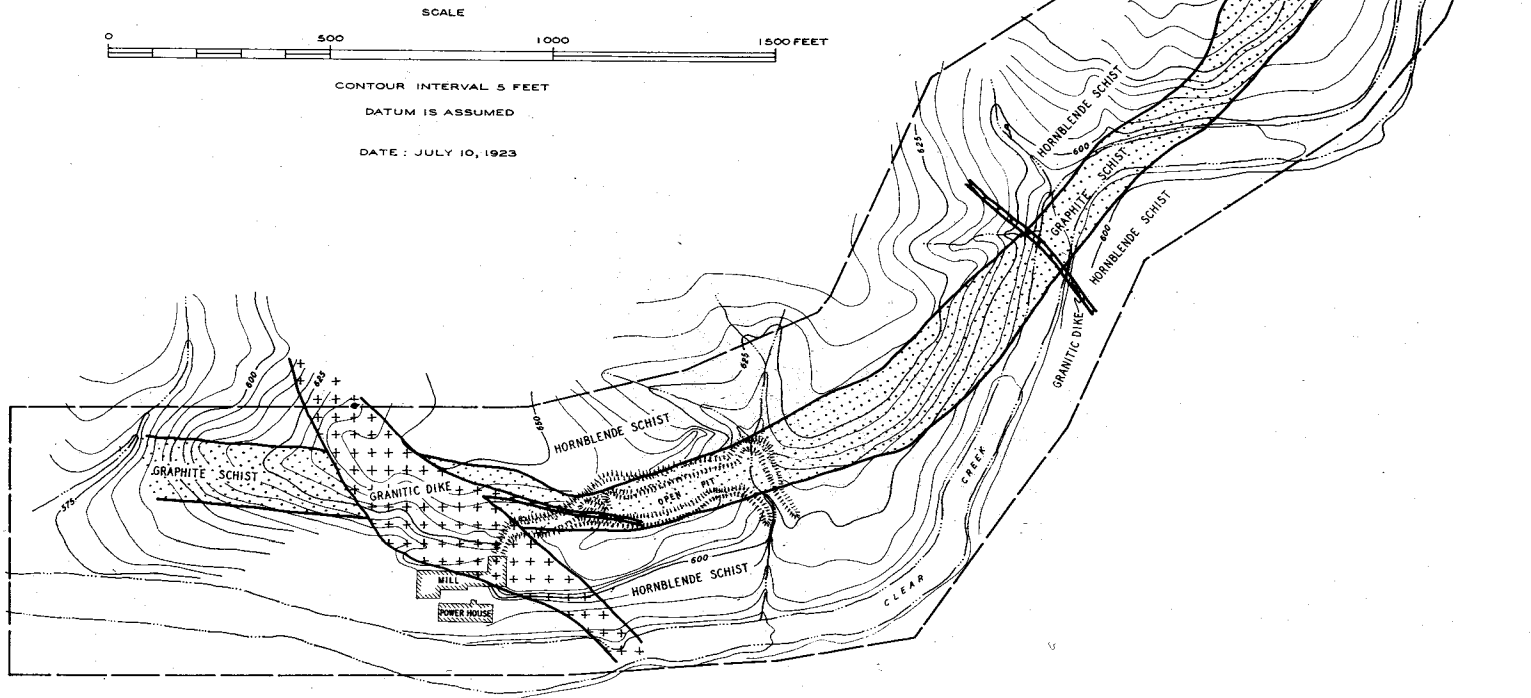 SCALE
0 500 1000 1500 FEET
CONTOUR INTERVAL 5 FEET
DATUM IS ASSUMED
DATE : JULY 10, 1923
HORNBLENDE SCHIST
625
600
GRAPHITE SCHIST
HORNBLENDE SCHIST
600
GRANITIC DIKE
625
600
625
650
HORNBLENDE SCHIST
GRAPHITE SCHIST
GRANITIC DIKE
OPEN PIT
575
CREEK
600
MILL
HORNBLENDE SCHIST
CLEAR
POWER HOUSE